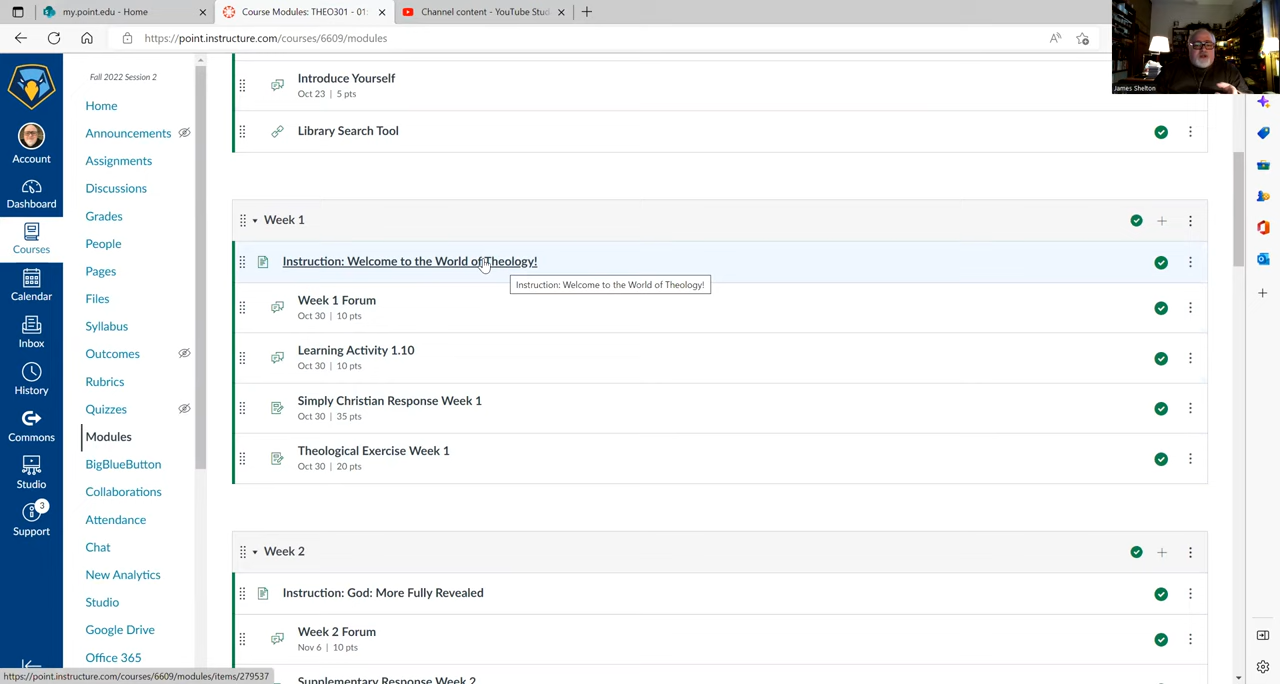 my.point.edu - Home
Course Modules: THEO301 - 01:
Channel content - YouTube Stud
https://point.instructure.com/courses/6609/modules
James Shelton
Account
Dashboard
Courses
Calendar
Inbox
History
Commons
Studio
3
Support
Fall 2022 Session 2
Home
Announcements
Assignments
Discussions
Grades
People
Pages
Files
Syllabus
Outcomes
Rubrics
Quizzes
Modules
BigBlueButton
Collaborations
Attendance
Chat
New Analytics
Studio
Google Drive
Office 365
Introduce Yourself
Oct 23 | 5 pts
Library Search Tool
Week 1
Instruction: Welcome to the World of Theology!
Instruction: Welcome to the World of Theology!
Week 1 Forum
Oct 30 | 10 pts
Learning Activity 1.10
Oct 30 | 10 pts
Simply Christian Response Week 1
Oct 30 | 35 pts
Theological Exercise Week 1
Oct 30 | 20 pts
Week 2
Instruction: God: More Fully Revealed
Week 2 Forum
Nov 6 | 10 pts
Supplementary Response Week 2
https://point.instructure.com/courses/6609/modules/items/279537